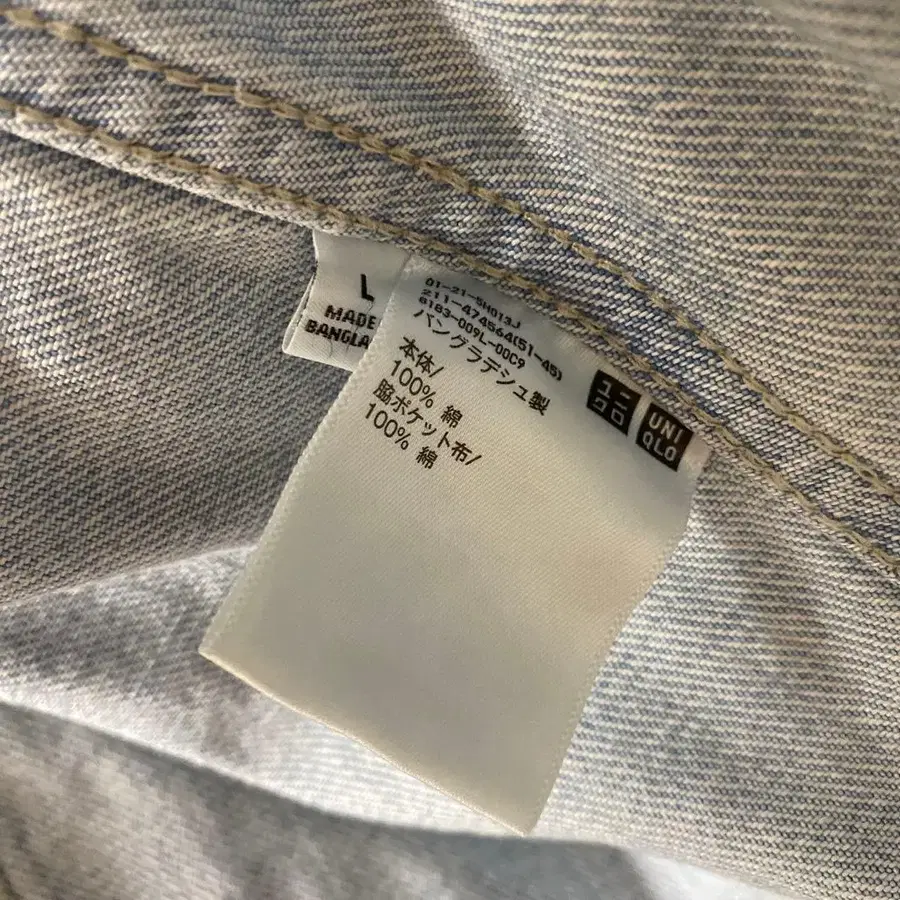 L
MADE
BANGLA
01-21-SH013J
211-474564(51-45)
8183-009L-00C9
バングラデシュ製
本体/
100% 綿
脇ポケット布/
100% 綿
ユニ
クロ
UNI
QLO